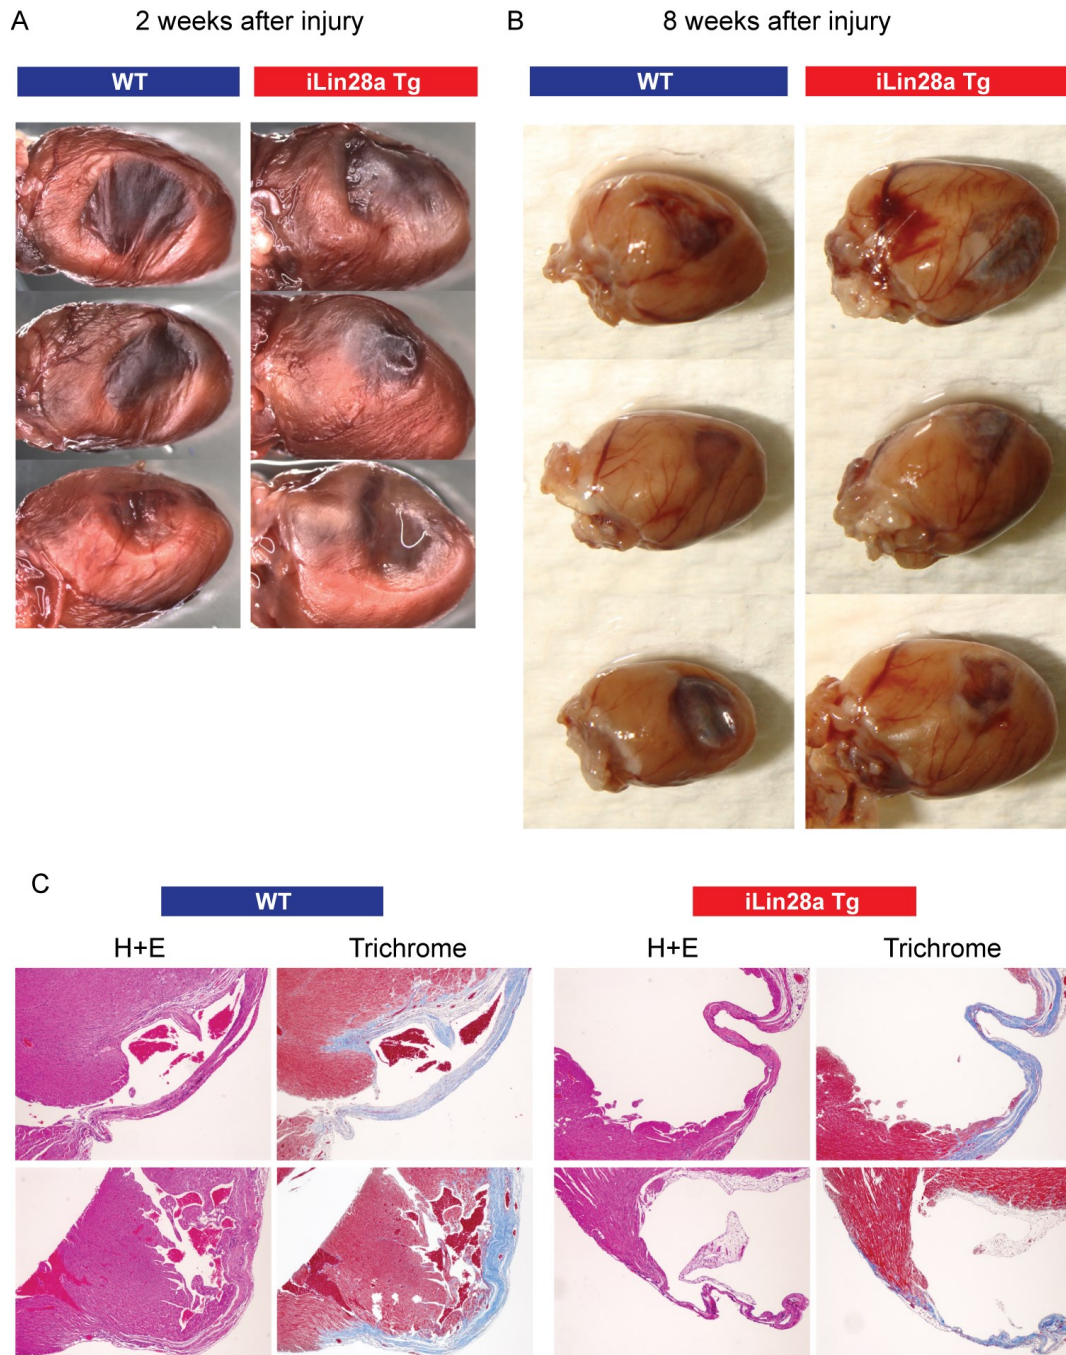 A
2 weeks after injury
B
8 weeks after injury
WT
iLin28a Tg
WT
iLin28a Tg
C
WT
iLin28a Tg
H+E
Trichrome
H+E
Trichrome